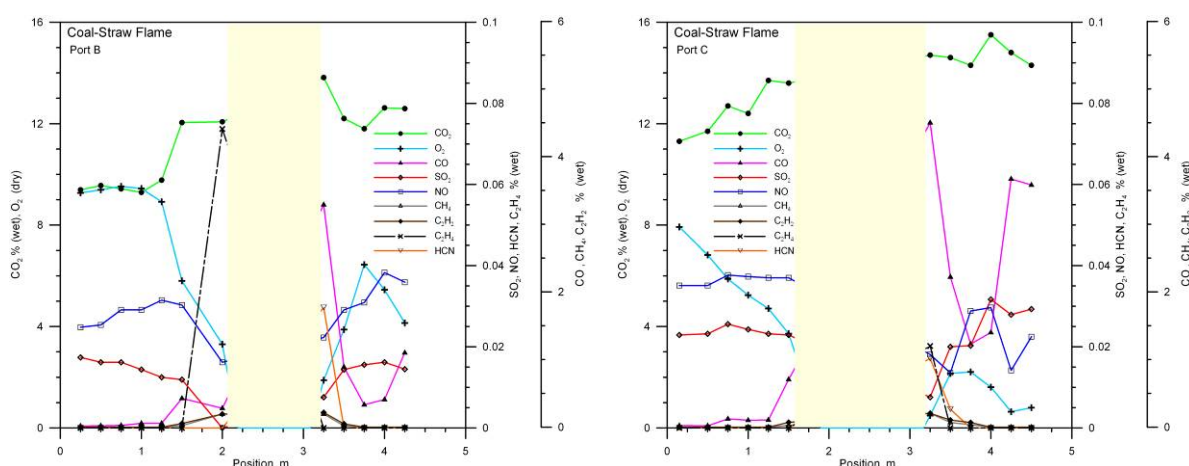 Coal-Straw Flame
Port B
CO2 % (wet), O2 (dry)
16
12
8
4
0
0 1 2 3 4 5
Position, m
0.1
0.08
0.06
0.04
0.02
0
SO2, NO, HCN, C2H4 % (wet)
6
4
2
0
CO, CH4, C2H2 % (wet)
CO2
O2
CO
SO2
NO
CH4
C2H2
C2H4
HCN
Coal-Straw Flame
Port C
CO2 % (wet), O2 (dry)
16
12
8
4
0
0 1 2 3 4 5
Position, m
0.1
0.08
0.06
0.04
0.02
0
SO2, NO, HCN, C2H4 % (wet)
6
4
2
0
CO, CH4, C2H2 % (wet)
CO2
O2
CO
SO2
NO
CH4
C2H2
C2H4
HCN